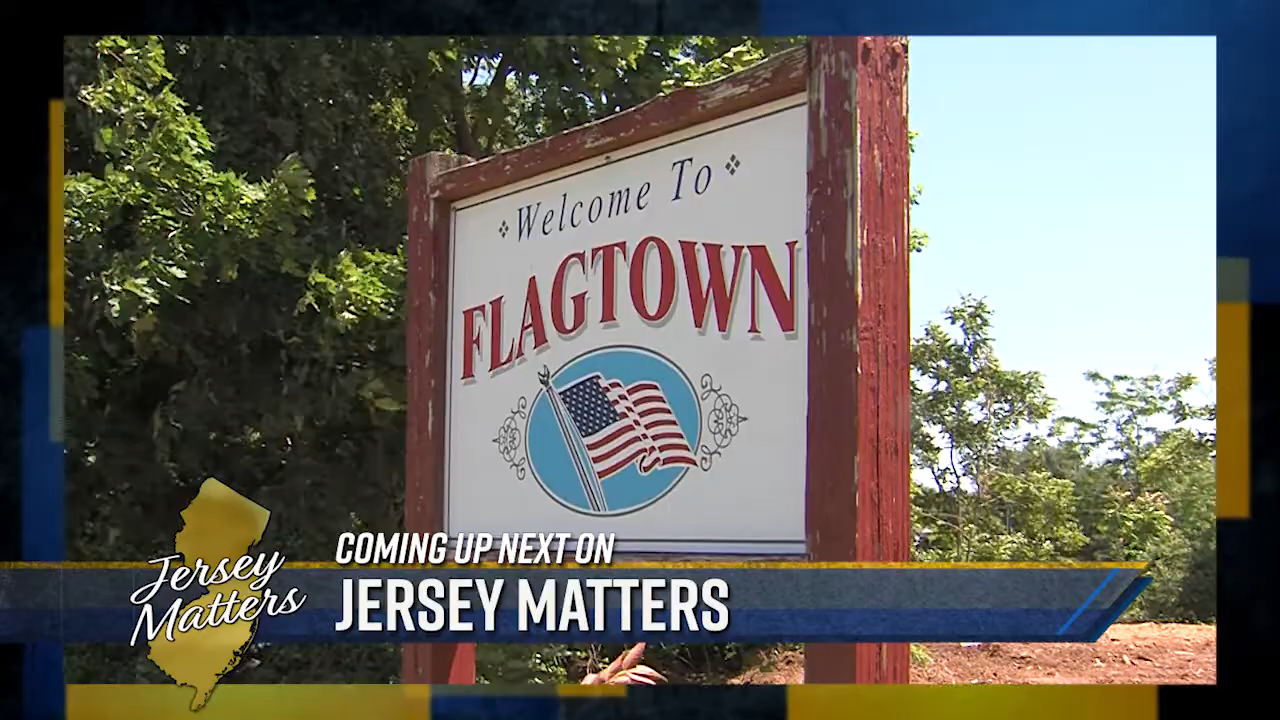 Welcome To
FLAGTOWN
COMING UP NEXT ON
JERSEY MATTERS
Jersey
Matters